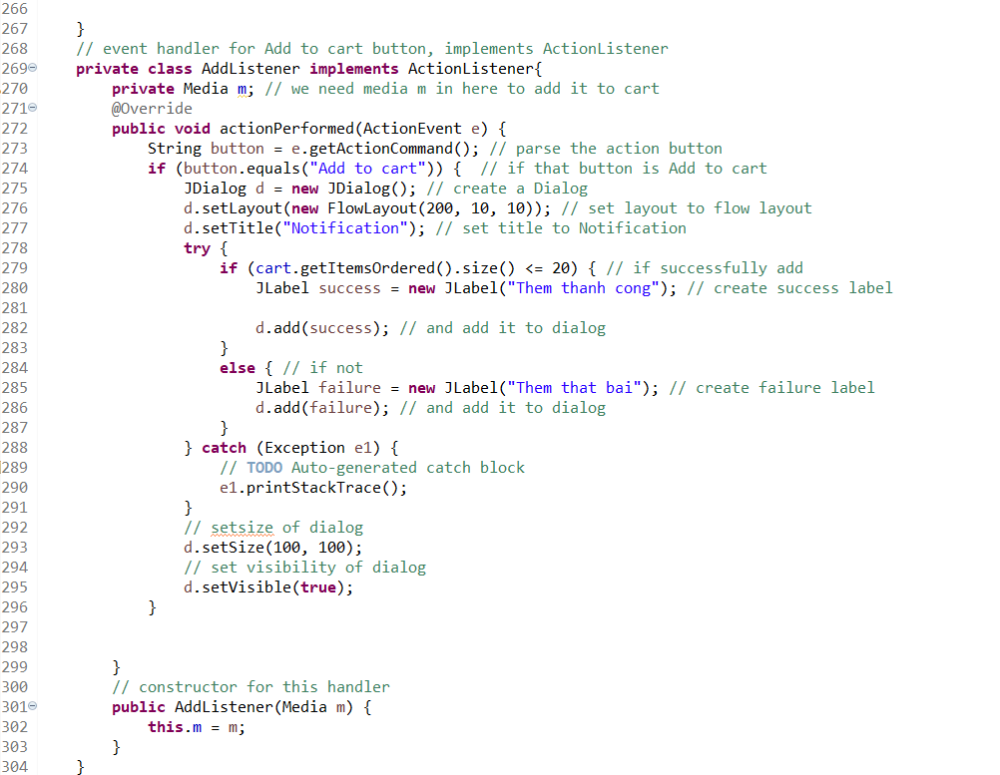 266
267 }
268 // event handler for Add to cart button, implements ActionListener
269 private class AddListener implements ActionListener{
270 private Media m; // we need media m in here to add it to cart
271 @Override
272 public void actionPerformed(ActionEvent e) {
273 String button = e.getActionCommand(); // parse the action button
274 if (button.equals("Add to cart")) {  // if that button is Add to cart
275 JDialog d = new JDialog(); // create a Dialog
276 d.setLayout(new FlowLayout(200, 10, 10)); // set layout to flow layout
277 d.setTitle("Notification"); // set title to Notification
278 try {
279 if (cart.getItemsOrdered().size() <= 20) { // if successfully add
280 JLabel success = new JLabel("Them thanh cong"); // create success label
281
282 d.add(success); // and add it to dialog
283 }
284 else { // if not
285 JLabel failure = new JLabel("Them that bai"); // create failure label
286 d.add(failure); // and add it to dialog
287 }
288 } catch (Exception e1) {
289 // TODO Auto-generated catch block
290 e1.printStackTrace();
291 }
292 // setsize of dialog
293 d.setSize(100, 100);
294 // set visibility of dialog
295 d.setVisible(true);
296 }
297
298
299 }
300 // constructor for this handler
301 public AddListener(Media m) {
302 this.m = m;
303 }
304 }